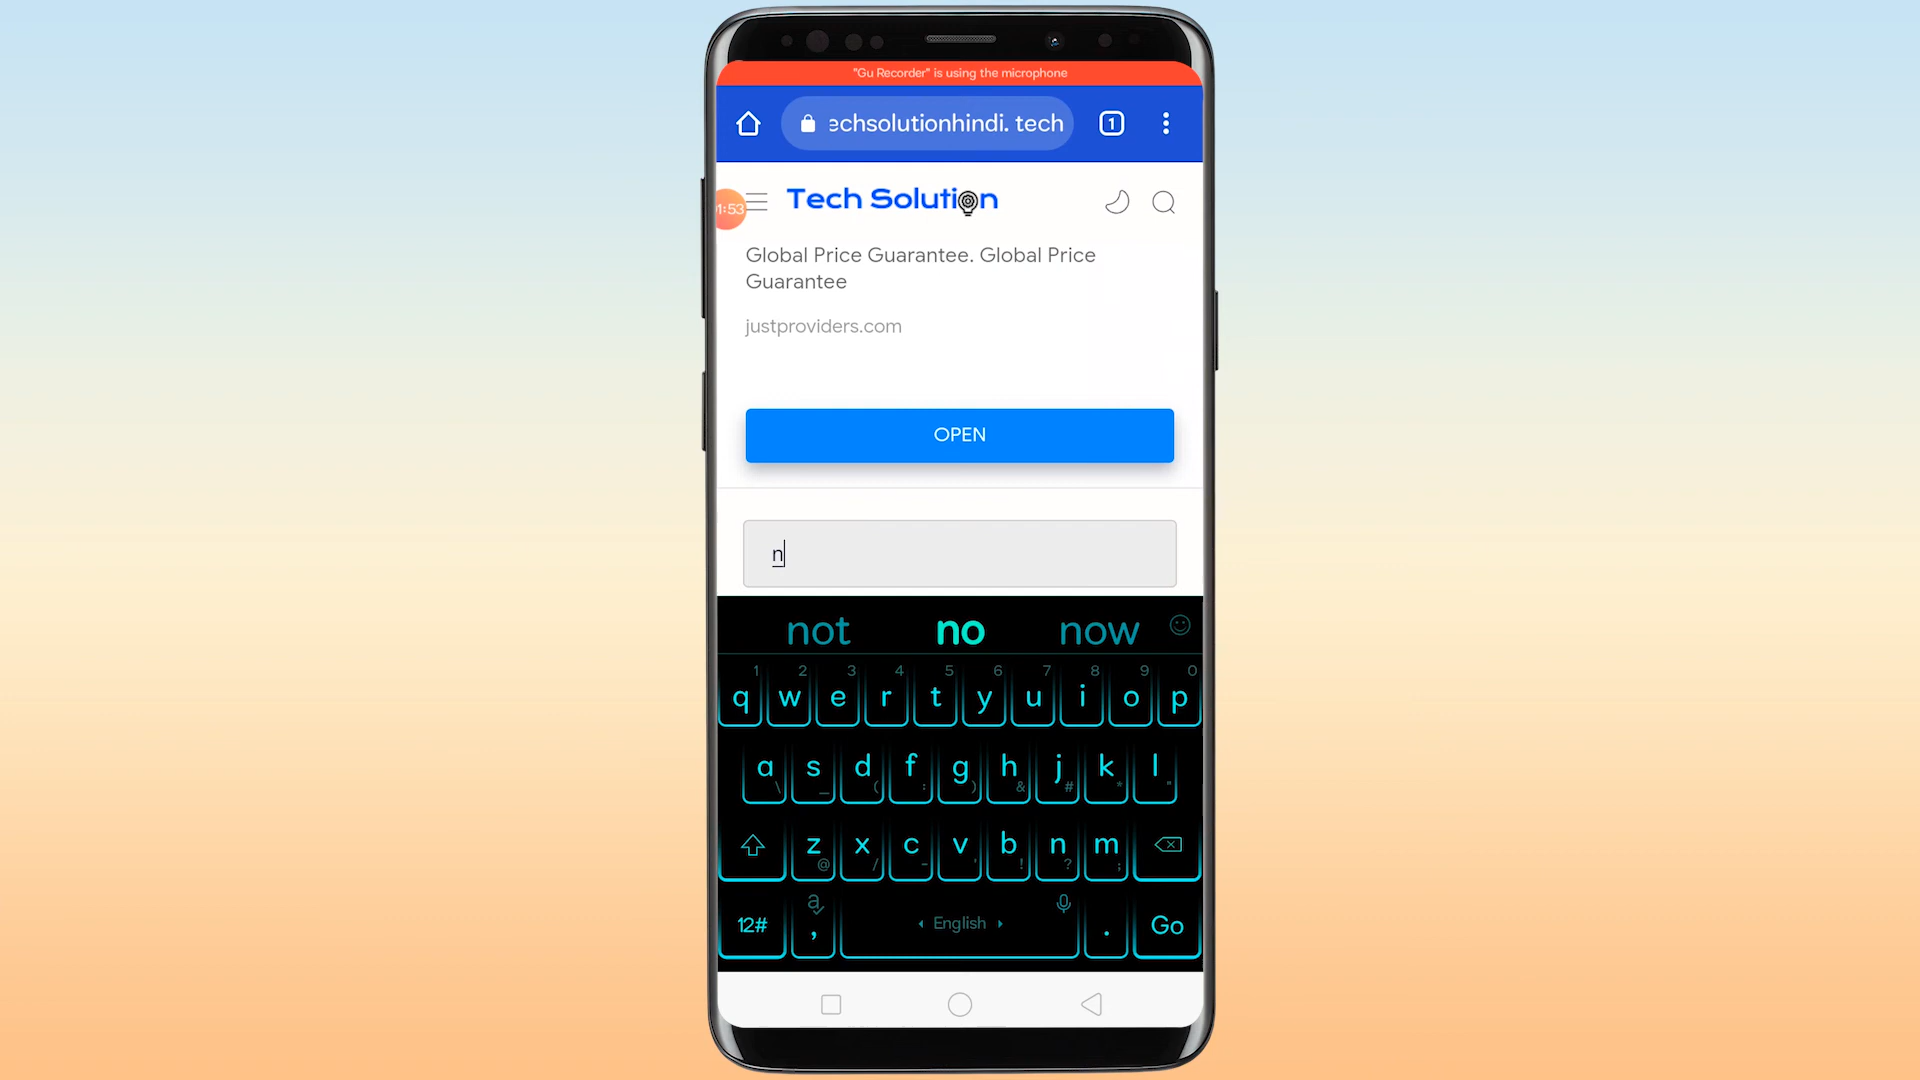 "Gu Recorder" is using the microphone
echsolutionhindi. tech
1
Tech Solution
1:53
Global Price Guarantee. Global Price
Guarantee
justproviders.com
OPEN
n
not no now
1 2 3 4 5 6 7 8 9 0
q w e r t y u i o p
a s d f g h j k l
\ _ ( : ) & # * "
z x c v b n m
@ / - ' ! ? ;
12# a , English . Go